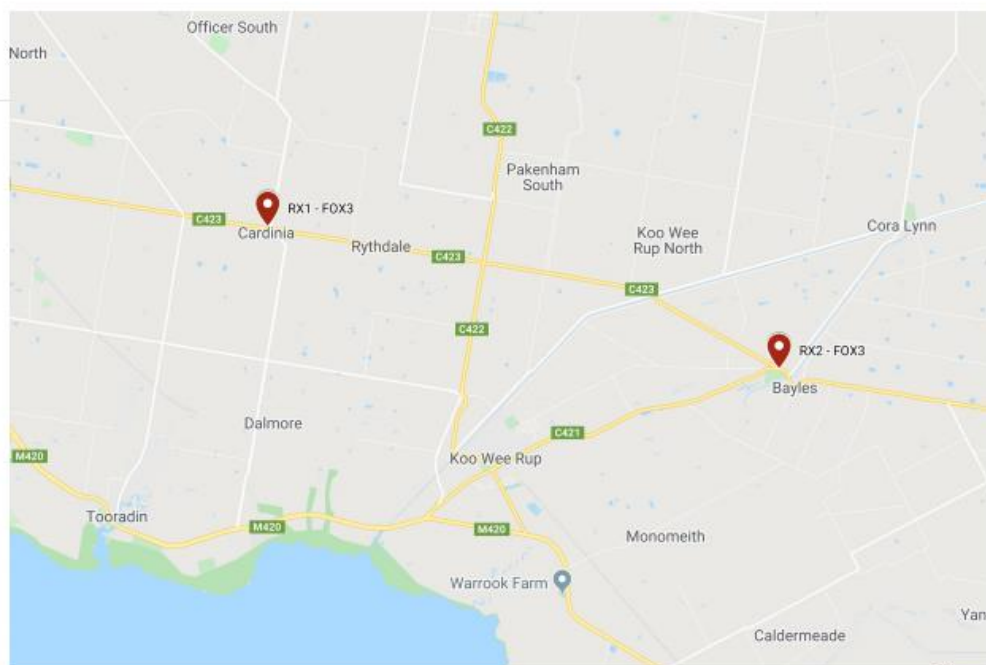 Officer South
North
C422
Pakenham
South
RX1 - FOX3
C423
Cardinia
Rythdale
C423
Koo Wee
Rup North
Cora Lynn
C423
C422
RX2 - FOX3
Bayles
Dalmore
C421
M420
Koo Wee Rup
Tooradin
M420
M420
Monomeith
Warrook Farm
Caldermeade
Yan